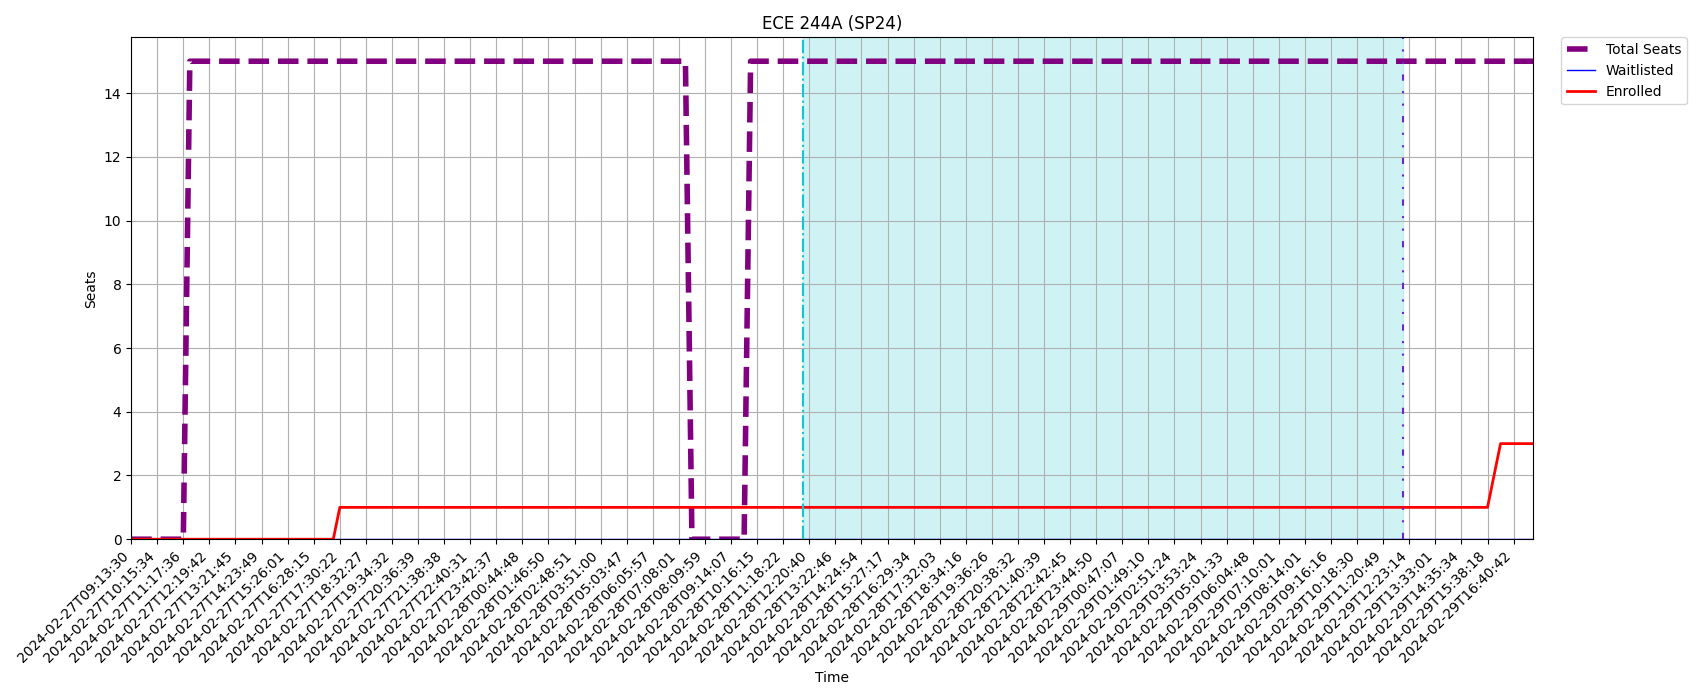 ECE 244A (SP24)
Total Seats
Waitlisted
Enrolled
Seats
14
12
10
8
6
4
2
0
2024-02-27T09:13:30
2024-02-27T10:15:34
2024-02-27T11:17:36
2024-02-27T12:19:42
2024-02-27T13:21:45
2024-02-27T14:23:49
2024-02-27T15:26:01
2024-02-27T16:28:15
2024-02-27T17:30:22
2024-02-27T18:32:27
2024-02-27T19:34:32
2024-02-27T20:36:39
2024-02-27T21:38:38
2024-02-27T22:40:31
2024-02-27T23:42:37
2024-02-28T00:44:48
2024-02-28T01:46:50
2024-02-28T02:48:51
2024-02-28T03:51:00
2024-02-28T05:03:47
2024-02-28T06:05:57
2024-02-28T07:08:01
2024-02-28T08:09:59
2024-02-28T09:14:07
2024-02-28T10:16:15
2024-02-28T11:18:22
2024-02-28T12:20:40
2024-02-28T13:22:46
2024-02-28T14:24:54
2024-02-28T15:27:17
2024-02-28T16:29:34
2024-02-28T17:32:03
2024-02-28T18:34:16
2024-02-28T19:36:26
2024-02-28T20:38:32
2024-02-28T21:40:39
2024-02-28T22:42:45
2024-02-28T23:44:50
2024-02-29T00:47:07
2024-02-29T01:49:10
2024-02-29T02:51:24
2024-02-29T03:53:24
2024-02-29T05:01:33
2024-02-29T06:04:48
2024-02-29T07:10:01
2024-02-29T08:14:01
2024-02-29T09:16:16
2024-02-29T10:18:30
2024-02-29T11:20:49
2024-02-29T12:23:14
2024-02-29T13:33:01
2024-02-29T14:35:34
2024-02-29T15:38:18
2024-02-29T16:40:42
Time